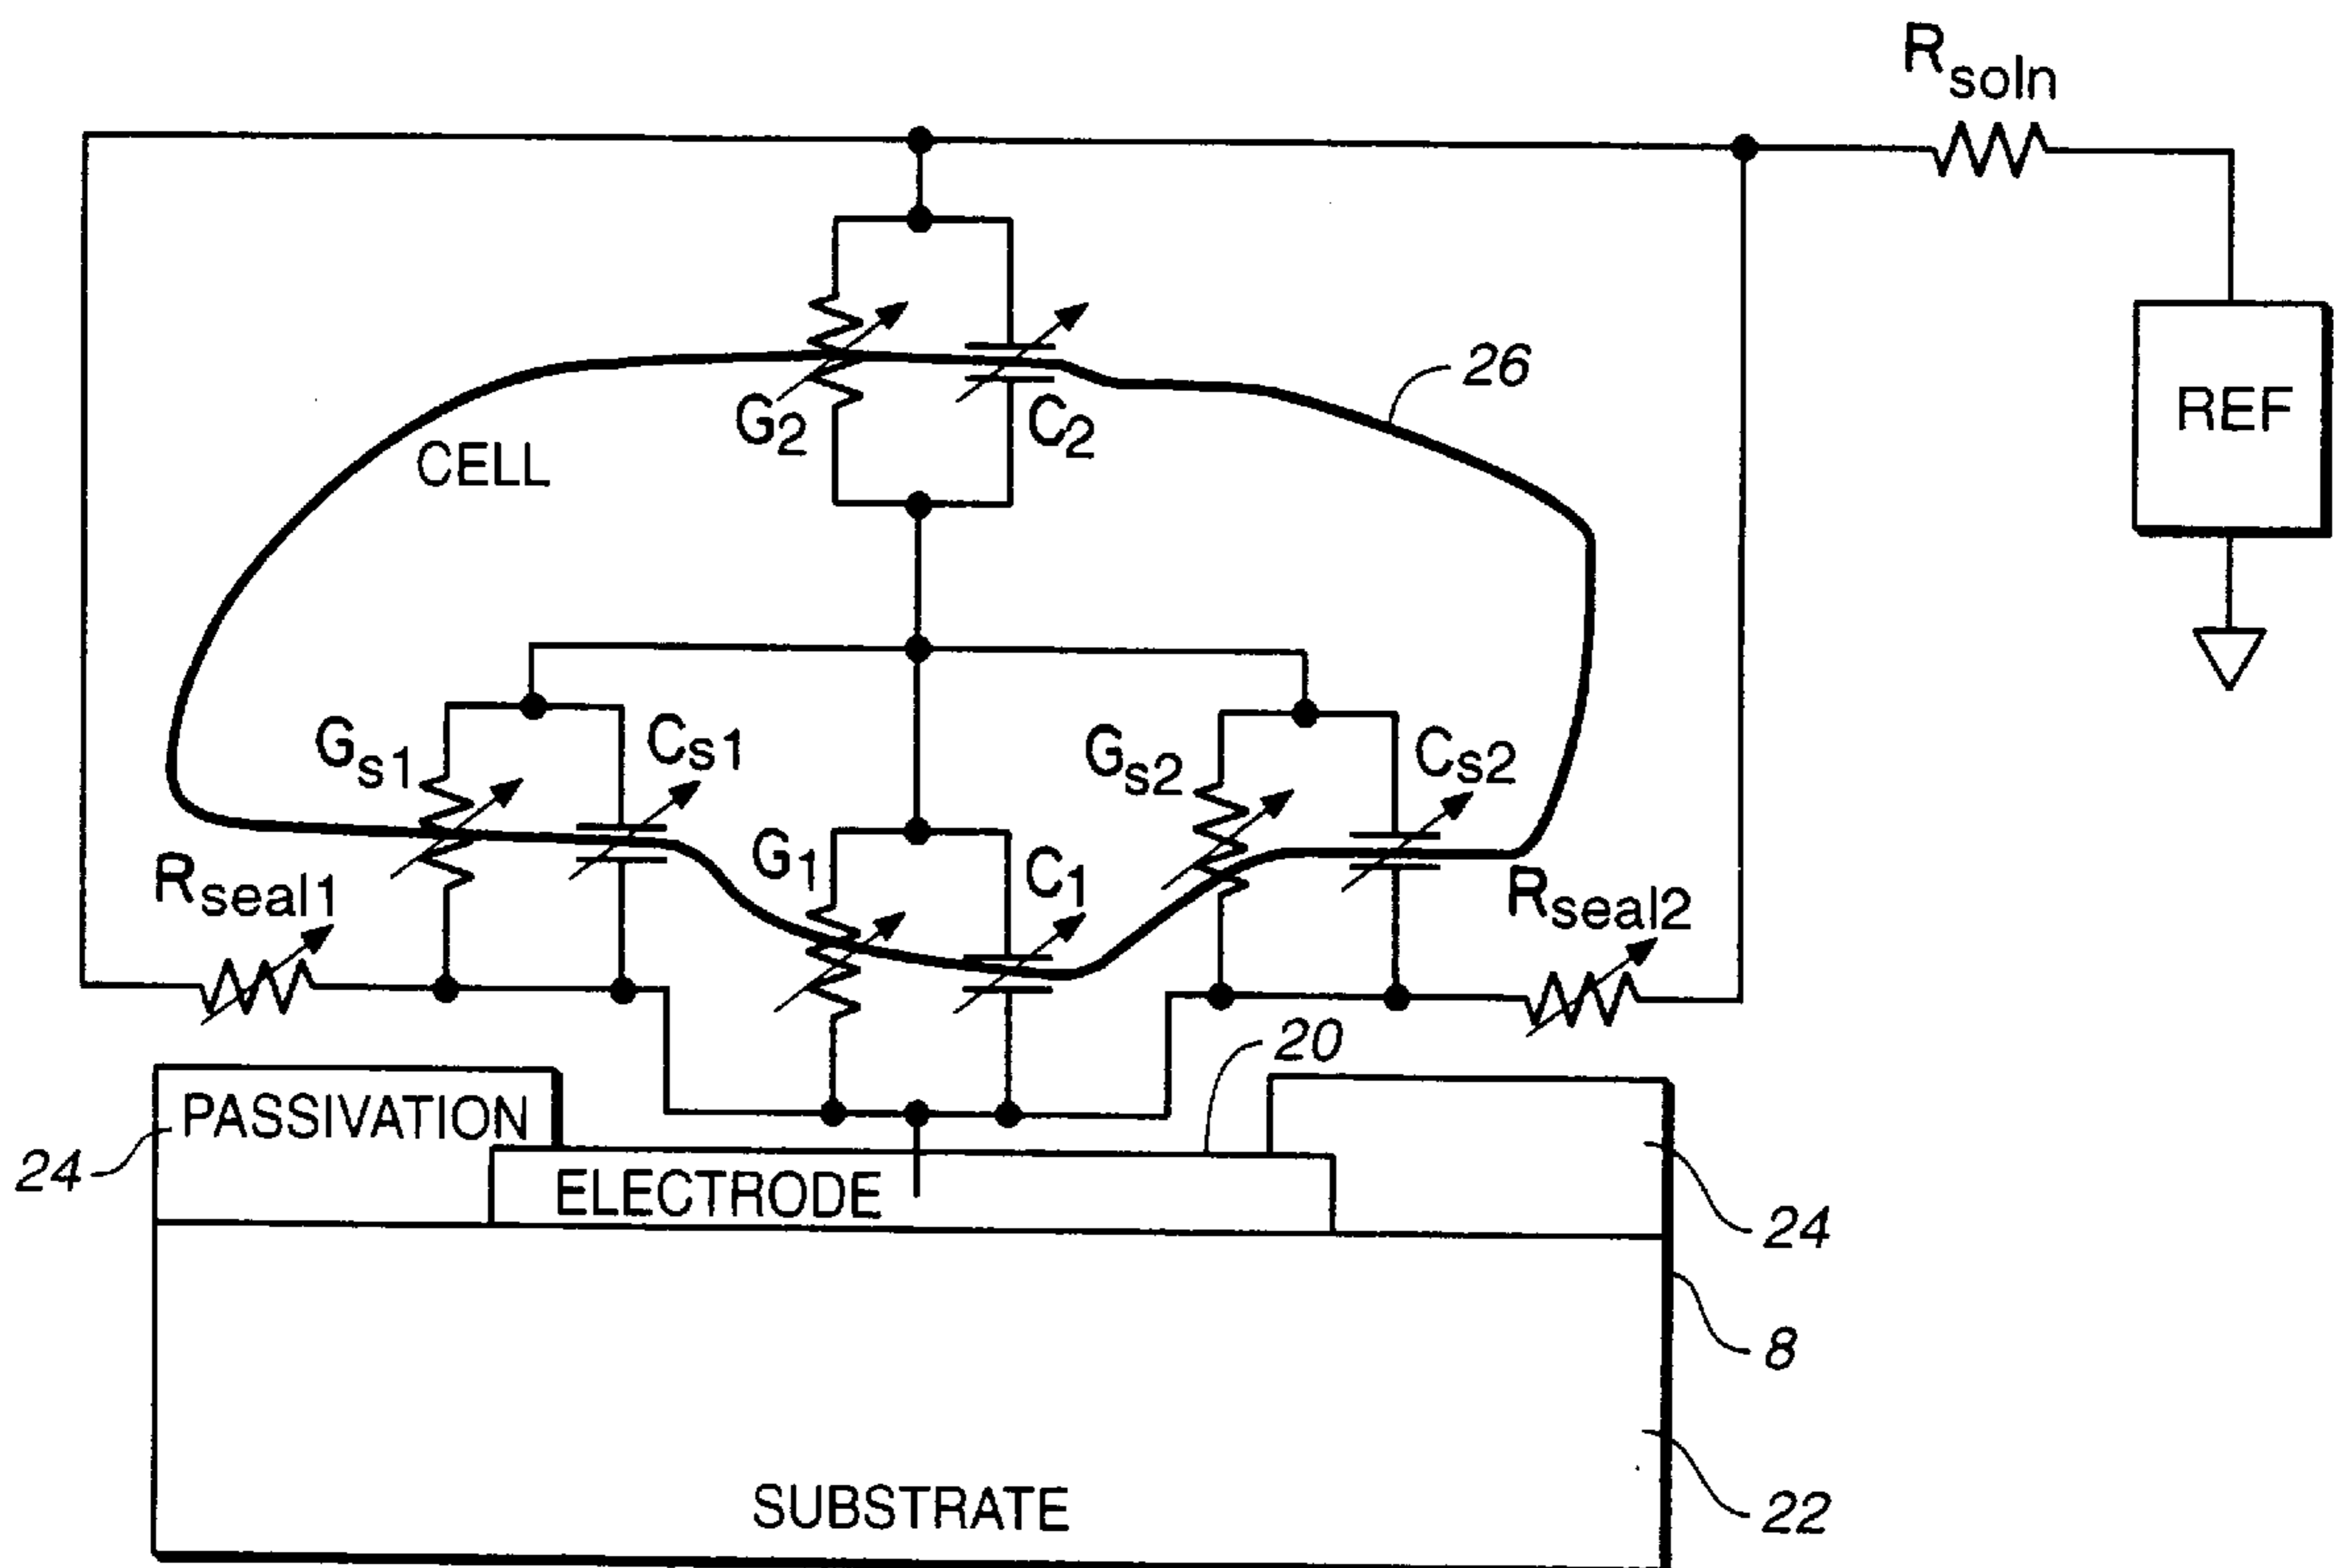 Rsoln
26
REF
G2
C2
CELL
Gs1
Cs1
Gs2
Cs2
G1
C1
Rseal1
Rseal2
20
PASSIVATION
24
ELECTRODE
24
8
SUBSTRATE
22